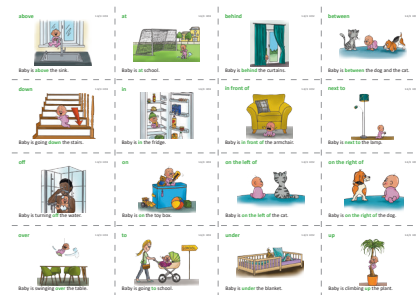 above
Baby is above the sink.
at
Baby is at school.
behind
Baby is behind the curtains.
between
Baby is between the dog and the cat.
down
Baby is going down the stairs.
in
Baby is in the fridge.
in front of
Baby is in front of the armchair.
next to
Baby is next to the lamp.
off
Baby is turning off the water.
on
Baby is on the toy box.
on the left of
Baby is on the left of the cat.
on the right of
Baby is on the right of the dog.
over
Baby is swinging over the table.
to
Baby is going to school.
under
Baby is under the blanket.
up
Baby is climbing up the plant.